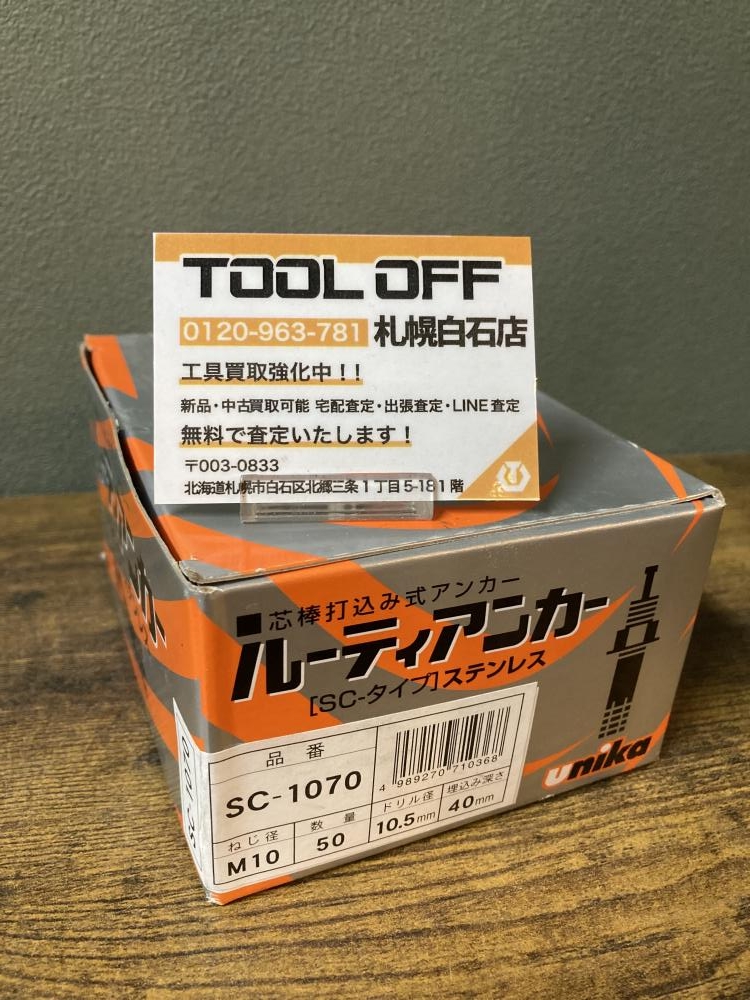 TOOL OFF
0120-963-781 札幌白石店
工具買取強化中!!
新品・中古買取可能 宅配査定・出張査定・LINE査定
無料で査定いたします!
〒003-0833
北海道札幌市白石区北郷三条1丁目5-18 1階
芯棒打込み式アンカー
ルーティアンカー
[SC-タイプ]ステンレス
unika
品番
SC-1070
4 989270 710368
ねじ径
M10
数量
50
ドリル径
10.5mm
埋込み深さ
40mm